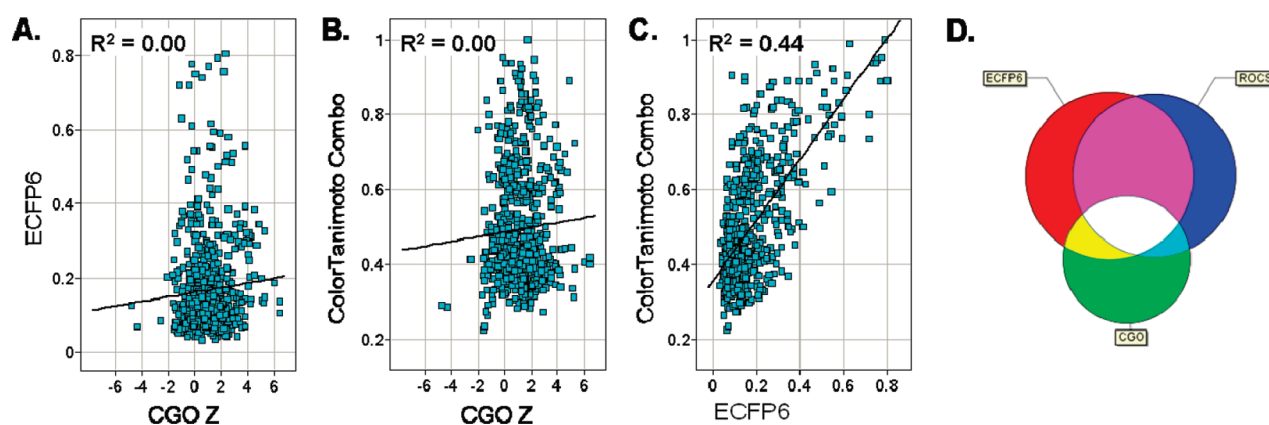 A.
R² = 0.00
ECFP6
0.8
0.6
0.4
0.2
0
-6 -4 -2 0 2 4 6
CGO Z
B.
R² = 0.00
ColorTanimoto Combo
1
0.8
0.6
0.4
0.2
-6 -4 -2 0 2 4 6
CGO Z
C.
R² = 0.44
ColorTanimoto Combo
1
0.8
0.6
0.4
0.2
0 0.2 0.4 0.6 0.8
ECFP6
D.
ECFP6
ROCS
CGO